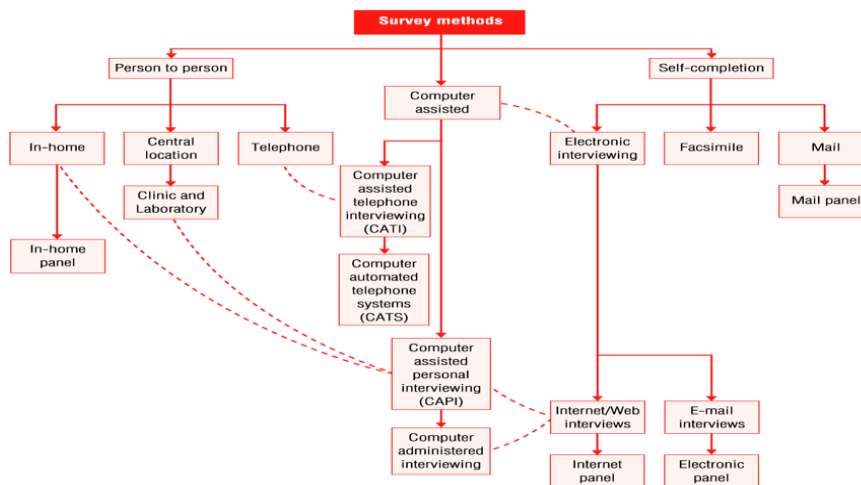 Survey methods
Person to person
Self-completion
Computer
assisted
In-home
Central
location
Telephone
Electronic
interviewing
Facsimile
Mail
Clinic and
Laboratory
Computer
assisted
telephone
interviewing
(CATI)
Mail panel
In-home
panel
Computer
automated
telephone
systems
(CATS)
Computer
assisted
personal
interviewing
(CAPI)
Internet/Web
interviews
E-mail
interviews
Computer
administered
interviewing
Internet
panel
Electronic
panel